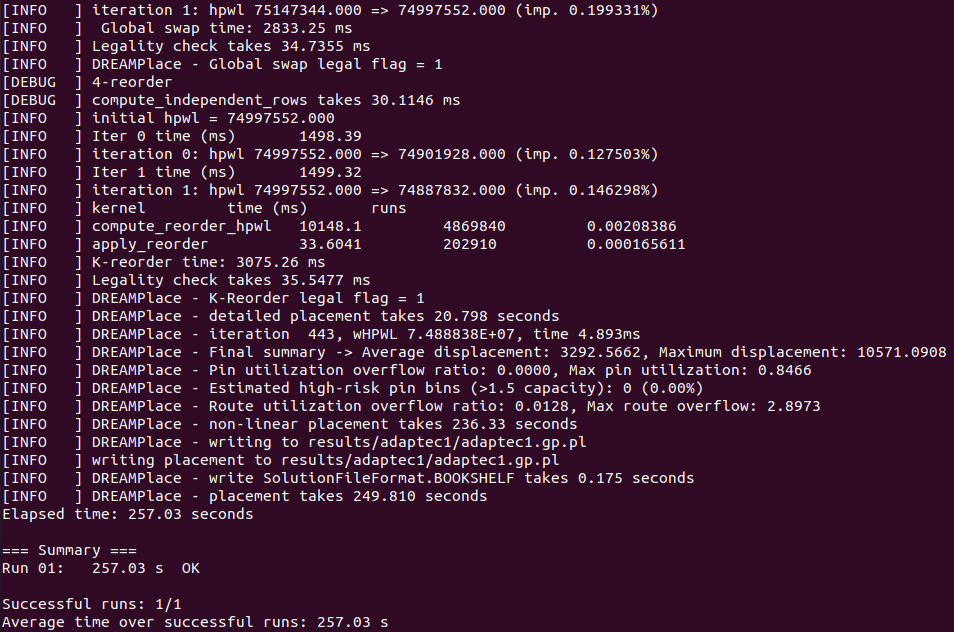 [INFO   ] iteration 1: hpwl 75147344.000 => 74997552.000 (imp. 0.199331%)
[INFO   ]  Global swap time: 2833.25 ms
[INFO   ] Legality check takes 34.7355 ms
[INFO   ] DREAMPlace - Global swap legal flag = 1
[DEBUG  ] 4-reorder
[DEBUG  ] compute_independent_rows takes 30.1146 ms
[INFO   ] initial hpwl = 74997552.000
[INFO   ] Iter 0 time (ms)       1498.39
[INFO   ] iteration 0: hpwl 74997552.000 => 74901928.000 (imp. 0.127503%)
[INFO   ] Iter 1 time (ms)       1499.32
[INFO   ] iteration 1: hpwl 74997552.000 => 74887832.000 (imp. 0.146298%)
[INFO   ] kernel         time (ms)       runs
[INFO   ] compute_reorder_hpwl   10148.1         4869840         0.00208386
[INFO   ] apply_reorder          33.6041         202910          0.000165611
[INFO   ] K-reorder time: 3075.26 ms
[INFO   ] Legality check takes 35.5477 ms
[INFO   ] DREAMPlace - K-Reorder legal flag = 1
[INFO   ] DREAMPlace - detailed placement takes 20.798 seconds
[INFO   ] DREAMPlace - iteration  443, wHPWL 7.488838E+07, time 4.893ms
[INFO   ] DREAMPlace - Final summary -> Average displacement: 3292.5662, Maximum displacement: 10571.0908
[INFO   ] DREAMPlace - Pin utilization overflow ratio: 0.0000, Max pin utilization: 0.8466
[INFO   ] DREAMPlace - Estimated high-risk pin bins (>1.5 capacity): 0 (0.00%)
[INFO   ] DREAMPlace - Route utilization overflow ratio: 0.0128, Max route overflow: 2.8973
[INFO   ] DREAMPlace - non-linear placement takes 236.33 seconds
[INFO   ] DREAMPlace - writing to results/adaptec1/adaptec1.gp.pl
[INFO   ] writing placement to results/adaptec1/adaptec1.gp.pl
[INFO   ] DREAMPlace - write SolutionFileFormat.BOOKSHELF takes 0.175 seconds
[INFO   ] DREAMPlace - placement takes 249.810 seconds
Elapsed time: 257.03 seconds
=== Summary ===
Run 01:   257.03 s  OK
Successful runs: 1/1
Average time over successful runs: 257.03 s